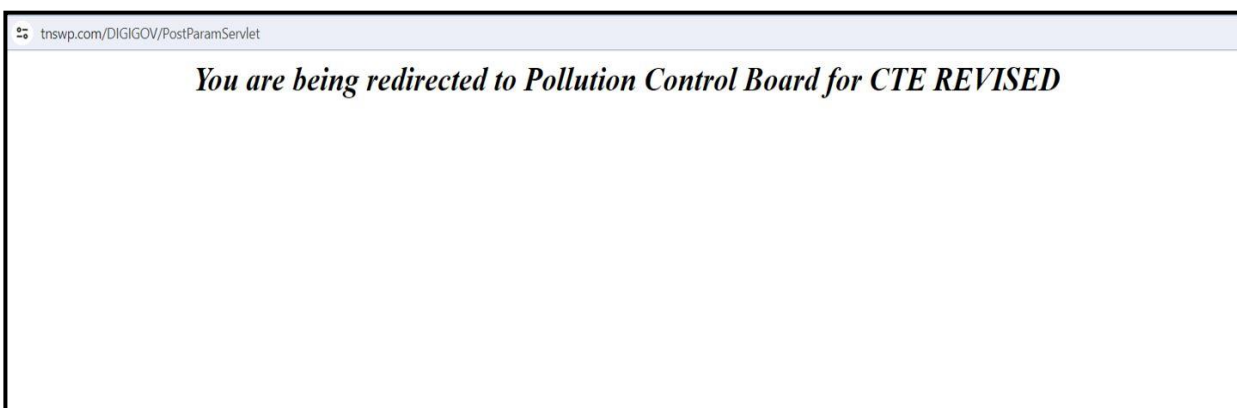 tnswp.com/DIGIGOV/PostParamServlet
You are being redirected to Pollution Control Board for CTE REVISED